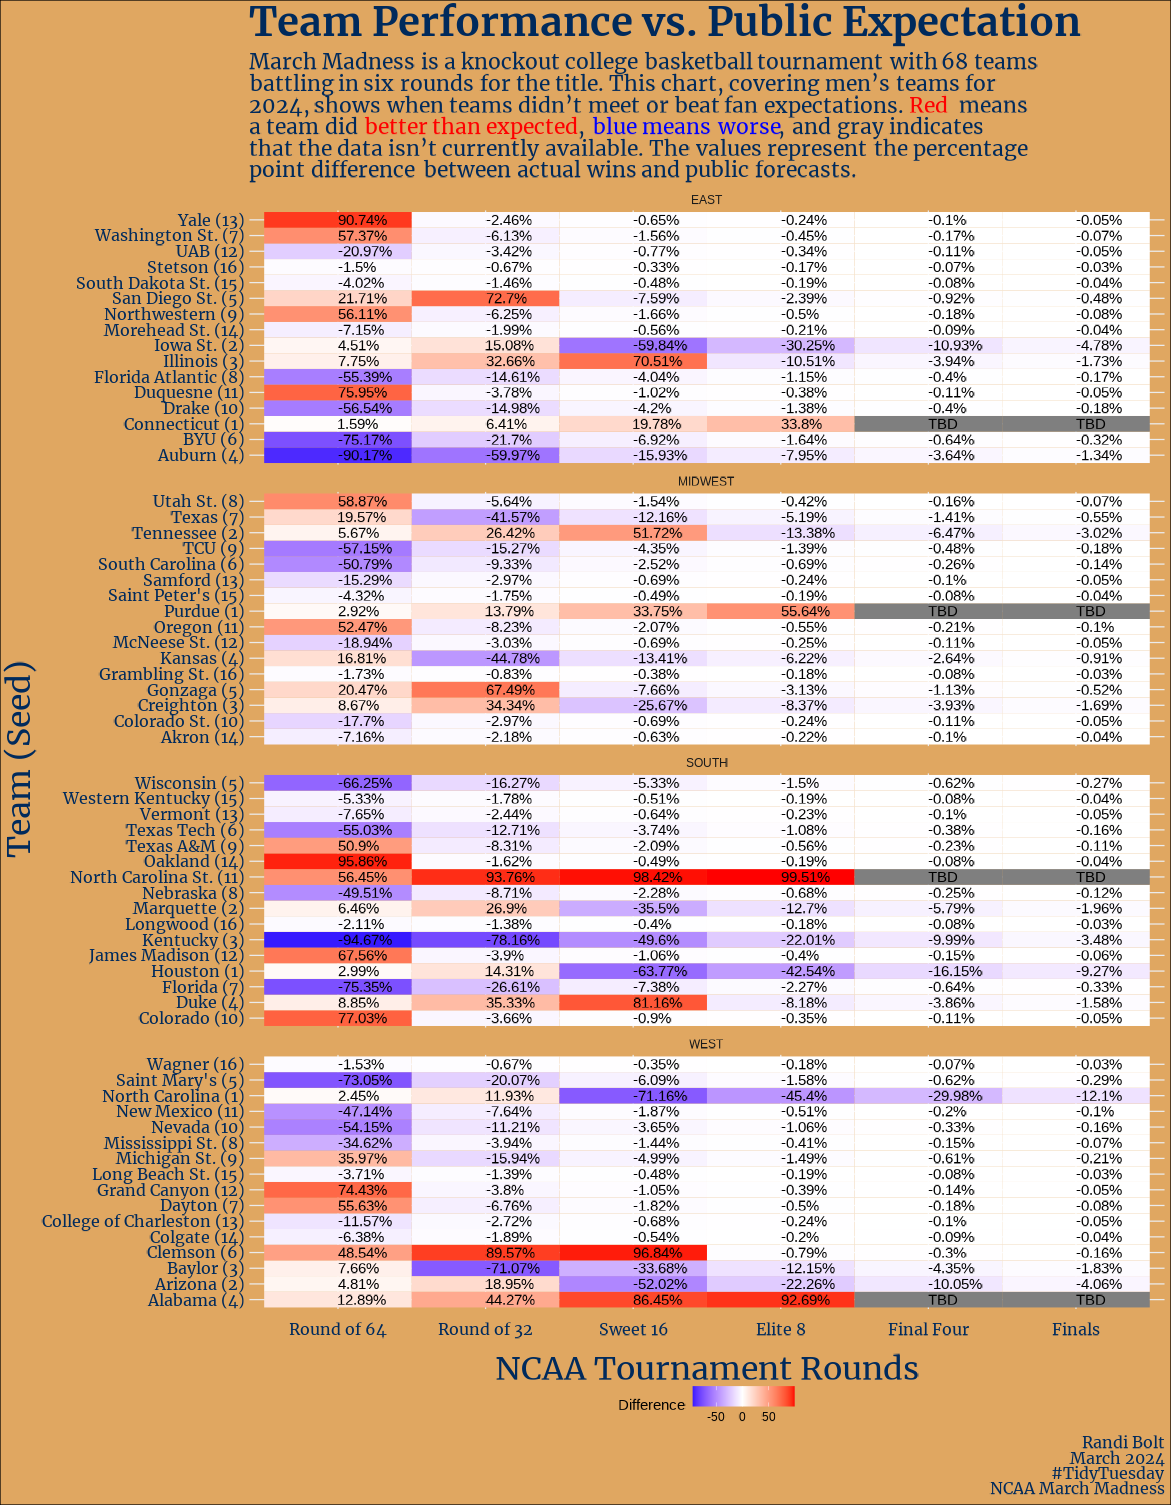 Team Performance vs. Public Expectation
March Madness is a knockout college basketball tournament with 68 teams
battling in six rounds for the title. This chart, covering men’s teams for
2024, shows when teams didn’t meet or beat fan expectations. Red means
a team did better than expected, blue means worse, and gray indicates
that the data isn’t currently available. The values represent the percentage
point difference between actual wins and public forecasts.
EAST
Yale (13) 90.74% -2.46% -0.65% -0.24% -0.1% -0.05%
Washington St. (7) 57.37% -6.13% -1.56% -0.45% -0.17% -0.07%
UAB (12) -20.97% -3.42% -0.77% -0.34% -0.11% -0.05%
Stetson (16) -1.5% -0.67% -0.33% -0.17% -0.07% -0.03%
South Dakota St. (15) -4.02% -1.46% -0.48% -0.19% -0.08% -0.04%
San Diego St. (5) 21.71% 72.7% -7.59% -2.39% -0.92% -0.48%
Northwestern (9) 56.11% -6.25% -1.66% -0.5% -0.18% -0.08%
Morehead St. (14) -7.15% -1.99% -0.56% -0.21% -0.09% -0.04%
Iowa St. (2) 4.51% 15.08% -59.84% -30.25% -10.93% -4.78%
Illinois (3) 7.75% 32.66% 70.51% -10.51% -3.94% -1.73%
Florida Atlantic (8) -55.39% -14.61% -4.04% -1.15% -0.4% -0.17%
Duquesne (11) 75.95% -3.78% -1.02% -0.38% -0.11% -0.05%
Drake (10) -56.54% -14.98% -4.2% -1.38% -0.4% -0.18%
Connecticut (1) 1.59% 6.41% 19.78% 33.8% TBD TBD
BYU (6) -75.17% -21.7% -6.92% -1.64% -0.64% -0.32%
Auburn (4) -90.17% -59.97% -15.93% -7.95% -3.64% -1.34%
MIDWEST
Utah St. (8) 58.87% -5.64% -1.54% -0.42% -0.16% -0.07%
Texas (7) 19.57% -41.57% -12.16% -5.19% -1.41% -0.55%
Tennessee (2) 5.67% 26.42% 51.72% -13.38% -6.47% -3.02%
TCU (9) -57.15% -15.27% -4.35% -1.39% -0.48% -0.18%
South Carolina (6) -50.79% -9.33% -2.52% -0.69% -0.26% -0.14%
Samford (13) -15.29% -2.97% -0.69% -0.24% -0.1% -0.05%
Saint Peter's (15) -4.32% -1.75% -0.49% -0.19% -0.08% -0.04%
Purdue (1) 2.92% 13.79% 33.75% 55.64% TBD TBD
Oregon (11) 52.47% -8.23% -2.07% -0.55% -0.21% -0.1%
McNeese St. (12) -18.94% -3.03% -0.69% -0.25% -0.11% -0.05%
Kansas (4) 16.81% -44.78% -13.41% -6.22% -2.64% -0.91%
Grambling St. (16) -1.73% -0.83% -0.38% -0.18% -0.08% -0.03%
Gonzaga (5) 20.47% 67.49% -7.66% -3.13% -1.13% -0.52%
Creighton (3) 8.67% 34.34% -25.67% -8.37% -3.93% -1.69%
Colorado St. (10) -17.7% -2.97% -0.69% -0.24% -0.11% -0.05%
Akron (14) -7.16% -2.18% -0.63% -0.22% -0.1% -0.04%
SOUTH
Wisconsin (5) -66.25% -16.27% -5.33% -1.5% -0.62% -0.27%
Western Kentucky (15) -5.33% -1.78% -0.51% -0.19% -0.08% -0.04%
Vermont (13) -7.65% -2.44% -0.64% -0.23% -0.1% -0.05%
Texas Tech (6) -55.03% -12.71% -3.74% -1.08% -0.38% -0.16%
Texas A&M (9) 50.9% -8.31% -2.09% -0.56% -0.23% -0.11%
Oakland (14) 95.86% -1.62% -0.49% -0.19% -0.08% -0.04%
North Carolina St. (11) 56.45% 93.76% 98.42% 99.51% TBD TBD
Nebraska (8) -49.51% -8.71% -2.28% -0.68% -0.25% -0.12%
Marquette (2) 6.46% 26.9% -35.5% -12.7% -5.79% -1.96%
Longwood (16) -2.11% -1.38% -0.4% -0.18% -0.08% -0.03%
Kentucky (3) -94.67% -78.16% -49.6% -22.01% -9.99% -3.48%
James Madison (12) 67.56% -3.9% -1.06% -0.4% -0.15% -0.06%
Houston (1) 2.99% 14.31% -63.77% -42.54% -16.15% -9.27%
Florida (7) -75.35% -26.61% -7.38% -2.27% -0.64% -0.33%
Duke (4) 8.85% 35.33% 81.16% -8.18% -3.86% -1.58%
Colorado (10) 77.03% -3.66% -0.9% -0.35% -0.11% -0.05%
WEST
Wagner (16) -1.53% -0.67% -0.35% -0.18% -0.07% -0.03%
Saint Mary's (5) -73.05% -20.07% -6.09% -1.58% -0.62% -0.29%
North Carolina (1) 2.45% 11.93% -71.16% -45.4% -29.98% -12.1%
New Mexico (11) -47.14% -7.64% -1.87% -0.51% -0.2% -0.1%
Nevada (10) -54.15% -11.21% -3.65% -1.06% -0.33% -0.16%
Mississippi St. (8) -34.62% -3.94% -1.44% -0.41% -0.15% -0.07%
Michigan St. (9) 35.97% -15.94% -4.99% -1.49% -0.61% -0.21%
Long Beach St. (15) -3.71% -1.39% -0.48% -0.19% -0.08% -0.03%
Grand Canyon (12) 74.43% -3.8% -1.05% -0.39% -0.14% -0.05%
Dayton (7) 55.63% -6.76% -1.82% -0.5% -0.18% -0.08%
College of Charleston (13) -11.57% -2.72% -0.68% -0.24% -0.1% -0.05%
Colgate (14) -6.38% -1.89% -0.54% -0.2% -0.09% -0.04%
Clemson (6) 48.54% 89.57% 96.84% -0.79% -0.3% -0.16%
Baylor (3) 7.66% -71.07% -33.68% -12.15% -4.35% -1.83%
Arizona (2) 4.81% 18.95% -52.02% -22.26% -10.05% -4.06%
Alabama (4) 12.89% 44.27% 86.45% 92.69% TBD TBD
Team (Seed)
Round of 64 Round of 32 Sweet 16 Elite 8 Final Four Finals
NCAA Tournament Rounds
Difference
-50 0 50
Randi Bolt
March 2024
#TidyTuesday
NCAA March Madness